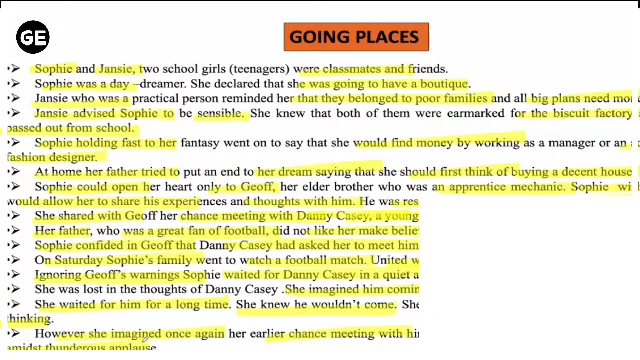 GE
GOING PLACES
Sophie and Jansie, two school girls (teenagers) were classmates and friends.
Sophie was a day –dreamer. She declared that she was going to have a boutique.
Jansie who was a practical person reminded her that they belonged to poor families and all big plans need
Jansie advised Sophie to be sensible. She knew that both of them were earmarked for the biscuit factory
passed out from school.
Sophie holding fast to her fantasy went on to say that she would find money by working as a manager or an
fashion designer.
At home her father tried to put an end to her dream saying that she should first think of buying a decent house
Sophie could open her heart only to Geoff, her elder brother who was an apprentice mechanic. Sophie
would allow her to share his experiences and thoughts with him. He was
She shared with Geoff her chance meeting with Danny Casey, a young
Her father, who was a great fan of football, did not like her make
Sophie confided in Geoff that Danny Casey had asked her to meet him
On Saturday Sophie's family went to watch a football match. United
Ignoring Geoff's warnings Sophie waited for Danny Casey in a quiet
She was lost in the thoughts of Danny Casey .She imagined him
She waited for him for a long time. She knew he wouldn't come. She
thinking.
However she imagined once again her earlier chance meeting with
amidst thunderous applause